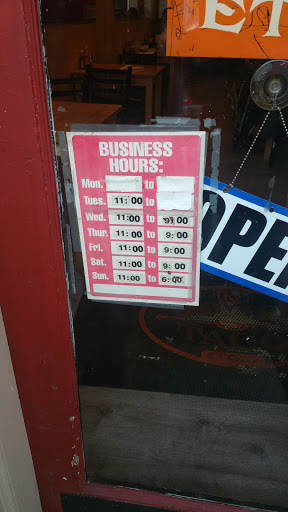 ET
BUSINESS
HOURS:
Mon. to
Tues. 11:00 to
Wed. 11:00 to 9:00
Thur. 11:00 to 9:00
Fri. 11:00 to 9:00
Sat. 11:00 to 9:00
Sun. 11:00 to 6:00
OPE
TACO